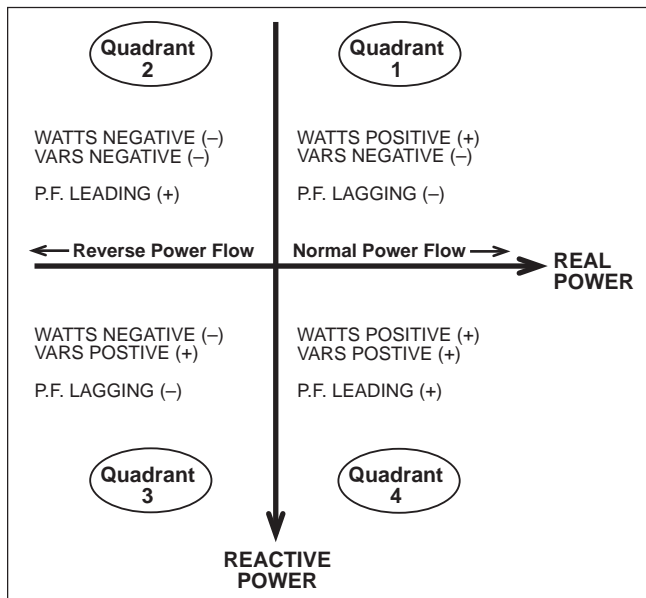 Quadrant
2
Quadrant
1
WATTS NEGATIVE (–)
VARS NEGATIVE (–)
P.F. LEADING (+)
WATTS POSITIVE (+)
VARS NEGATIVE (–)
P.F. LAGGING (–)
Reverse Power Flow
Normal Power Flow
REAL
POWER
WATTS NEGATIVE (–)
VARS POSTIVE (+)
P.F. LAGGING (–)
WATTS POSITIVE (+)
VARS POSTIVE (+)
P.F. LEADING (+)
Quadrant
3
Quadrant
4
REACTIVE
POWER